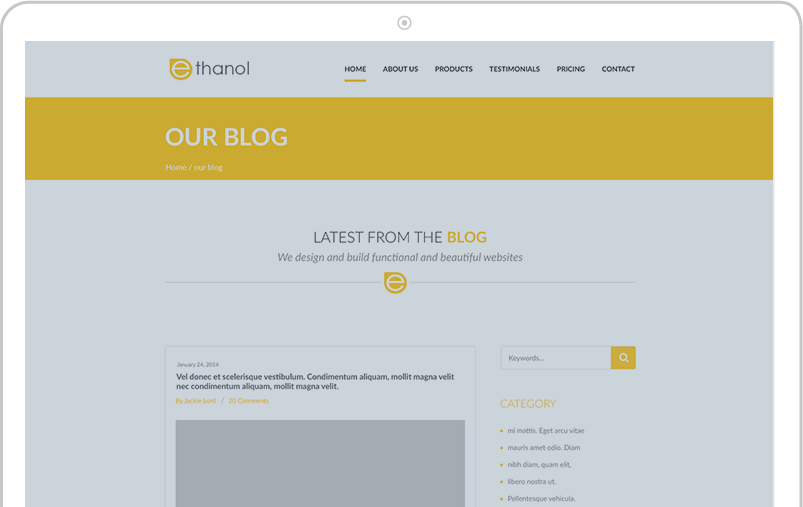 ethanol
HOME ABOUT US PRODUCTS TESTIMONIALS PRICING CONTACT
OUR BLOG
Home / our blog
LATEST FROM THE BLOG
We design and build functional and beautiful websites
e
January 24, 2014
Vel donec et scelerisque vestibulum. Condimentum aliquam, mollit magna velit
nec condimentum aliquam, mollit magna velit.
By Jackie Lord / 20 Comments
Keywords...
CATEGORY
mi mattis. Eget arcu vitae
mauris amet odio. Diam
nibh diam, quam elit,
libero nostra ut.
Pellentesque vehicula.